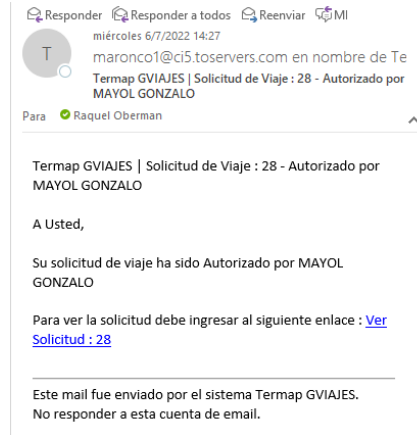 Responder Responder a todos Reenviar MI
miércoles 6/7/2022 14:27
T
maronco1@ci5.toservers.com en nombre de Te
Termap GVIAJES | Solicitud de Viaje : 28 - Autorizado por
MAYOL GONZALO
Para Raquel Oberman
Termap GVIAJES | Solicitud de Viaje : 28 - Autorizado por
MAYOL GONZALO
A Usted,
Su solicitud de viaje ha sido Autorizado por MAYOL
GONZALO
Para ver la solicitud debe ingresar al siguiente enlace : Ver
Solicitud : 28
Este mail fue enviado por el sistema Termap GVIAJES.
No responder a esta cuenta de email.